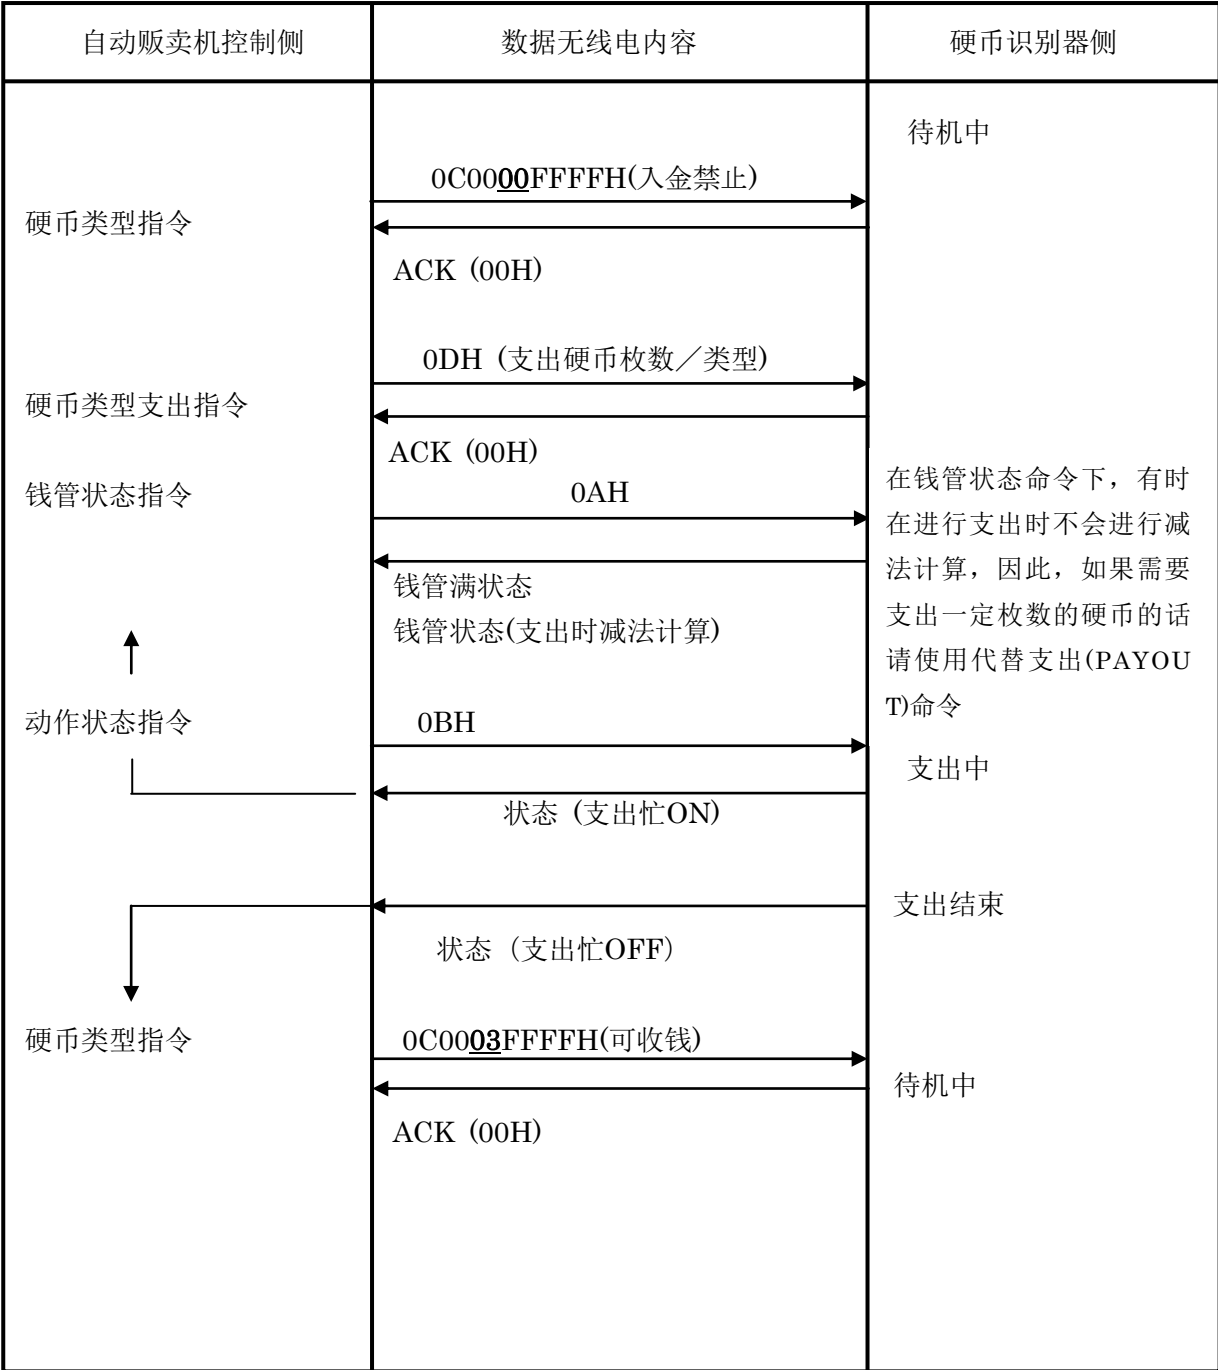 自动贩卖机控制侧
数据无线电内容
硬币识别器侧
待机中
0C0000FFFFH(入金禁止)
硬币类型指令
ACK (00H)
0DH (支出硬币枚数／类型)
硬币类型支出指令
ACK (00H)
钱管状态指令
0AH
在钱管状态命令下，有时
在进行支出时不会进行减
法计算，因此，如果需要
支出一定枚数的硬币的话
请使用代替支出(PAYOU
T)命令
钱管满状态
钱管状态(支出时减法计算)
动作状态指令
0BH
支出中
状态 (支出忙ON)
支出结束
状态（支出忙OFF）
硬币类型指令
0C0003FFFFH(可收钱)
待机中
ACK (00H)